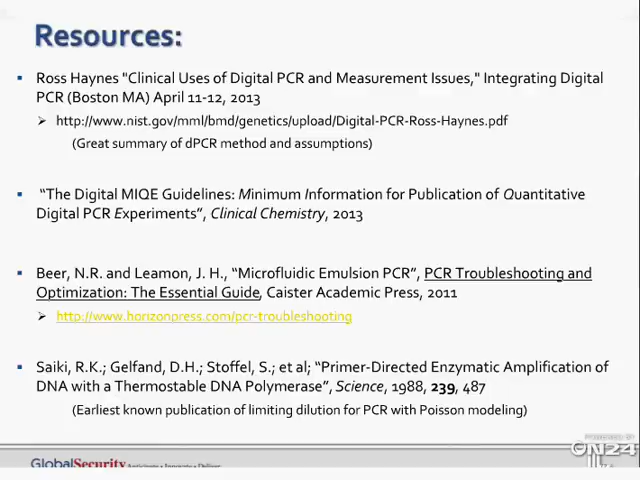 Resources:
Ross Haynes "Clinical Uses of Digital PCR and Measurement Issues," Integrating Digital
PCR (Boston MA) April 11-12, 2013
http://www.nist.gov/mml/bmd/genetics/upload/Digital-PCR-Ross-Haynes.pdf
(Great summary of dPCR method and assumptions)
“The Digital MIQE Guidelines: Minimum Information for Publication of Quantitative
Digital PCR Experiments”, Clinical Chemistry, 2013
Beer, N.R. and Leamon, J. H., “Microfluidic Emulsion PCR”, PCR Troubleshooting and
Optimization: The Essential Guide, Caister Academic Press, 2011
http://www.horizonpress.com/pcr-troubleshooting
Saiki, R.K.; Gelfand, D.H.; Stoffel, S.; et al; “Primer-Directed Enzymatic Amplification of
DNA with a Thermostable DNA Polymerase”, Science, 1988, 239, 487
(Earliest known publication of limiting dilution for PCR with Poisson modeling)
POWERED BY
ON24
GlobalSecurity